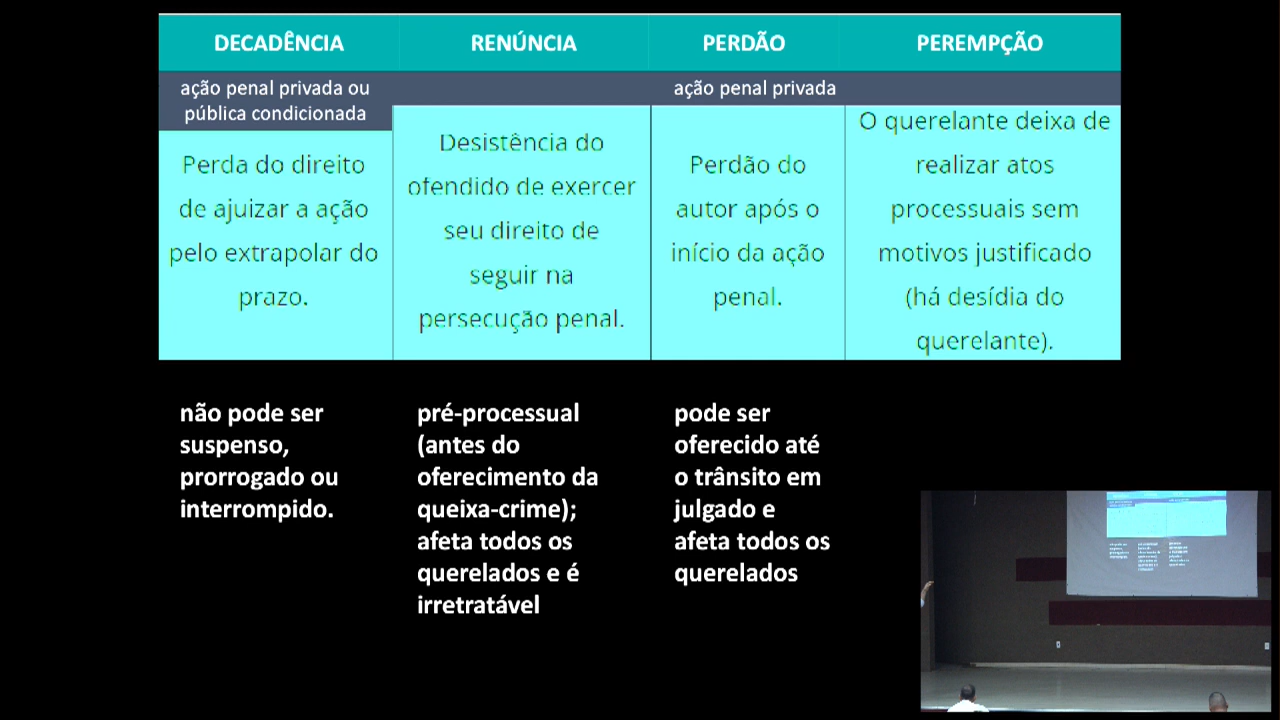 DECADÊNCIA
RENÚNCIA
PERDÃO
PEREMPÇÃO
ação penal privada ou
pública condicionada
ação penal privada
Perda do direito
de ajuizar a ação
pelo extrapolar do
prazo.
Desistência do
ofendido de exercer
seu direito de
seguir na
persecução penal.
Perdão do
autor após o
início da ação
penal.
O querelante deixa de
realizar atos
processuais sem
motivos justificado
(há desídia do
querelante).
não pode ser
suspenso,
prorrogado ou
interrompido.
pré-processual
(antes do
oferecimento da
queixa-crime);
afeta todos os
querelados e é
irretratável
pode ser
oferecido até
o trânsito em
julgado e
afeta todos os
querelados